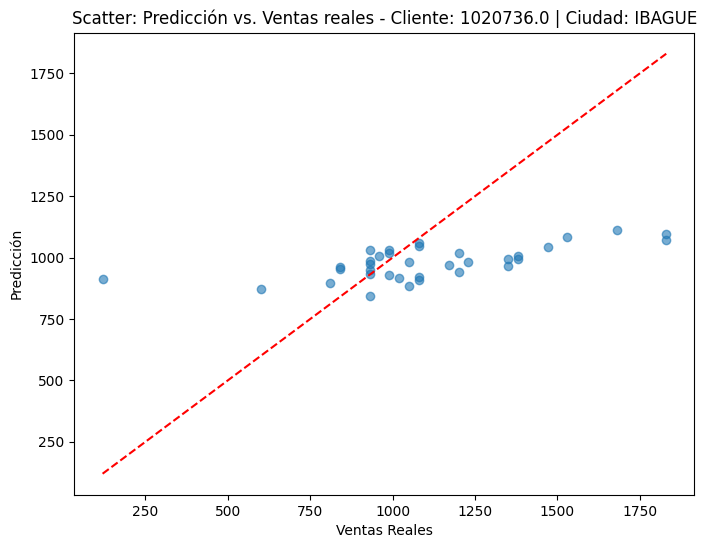 Scatter: Predicción vs. Ventas reales - Cliente: 1020736.0 | Ciudad: IBAGUE
1750
1500
1250
1000
750
500
250
Predicción
250 500 750 1000 1250 1500 1750
Ventas Reales